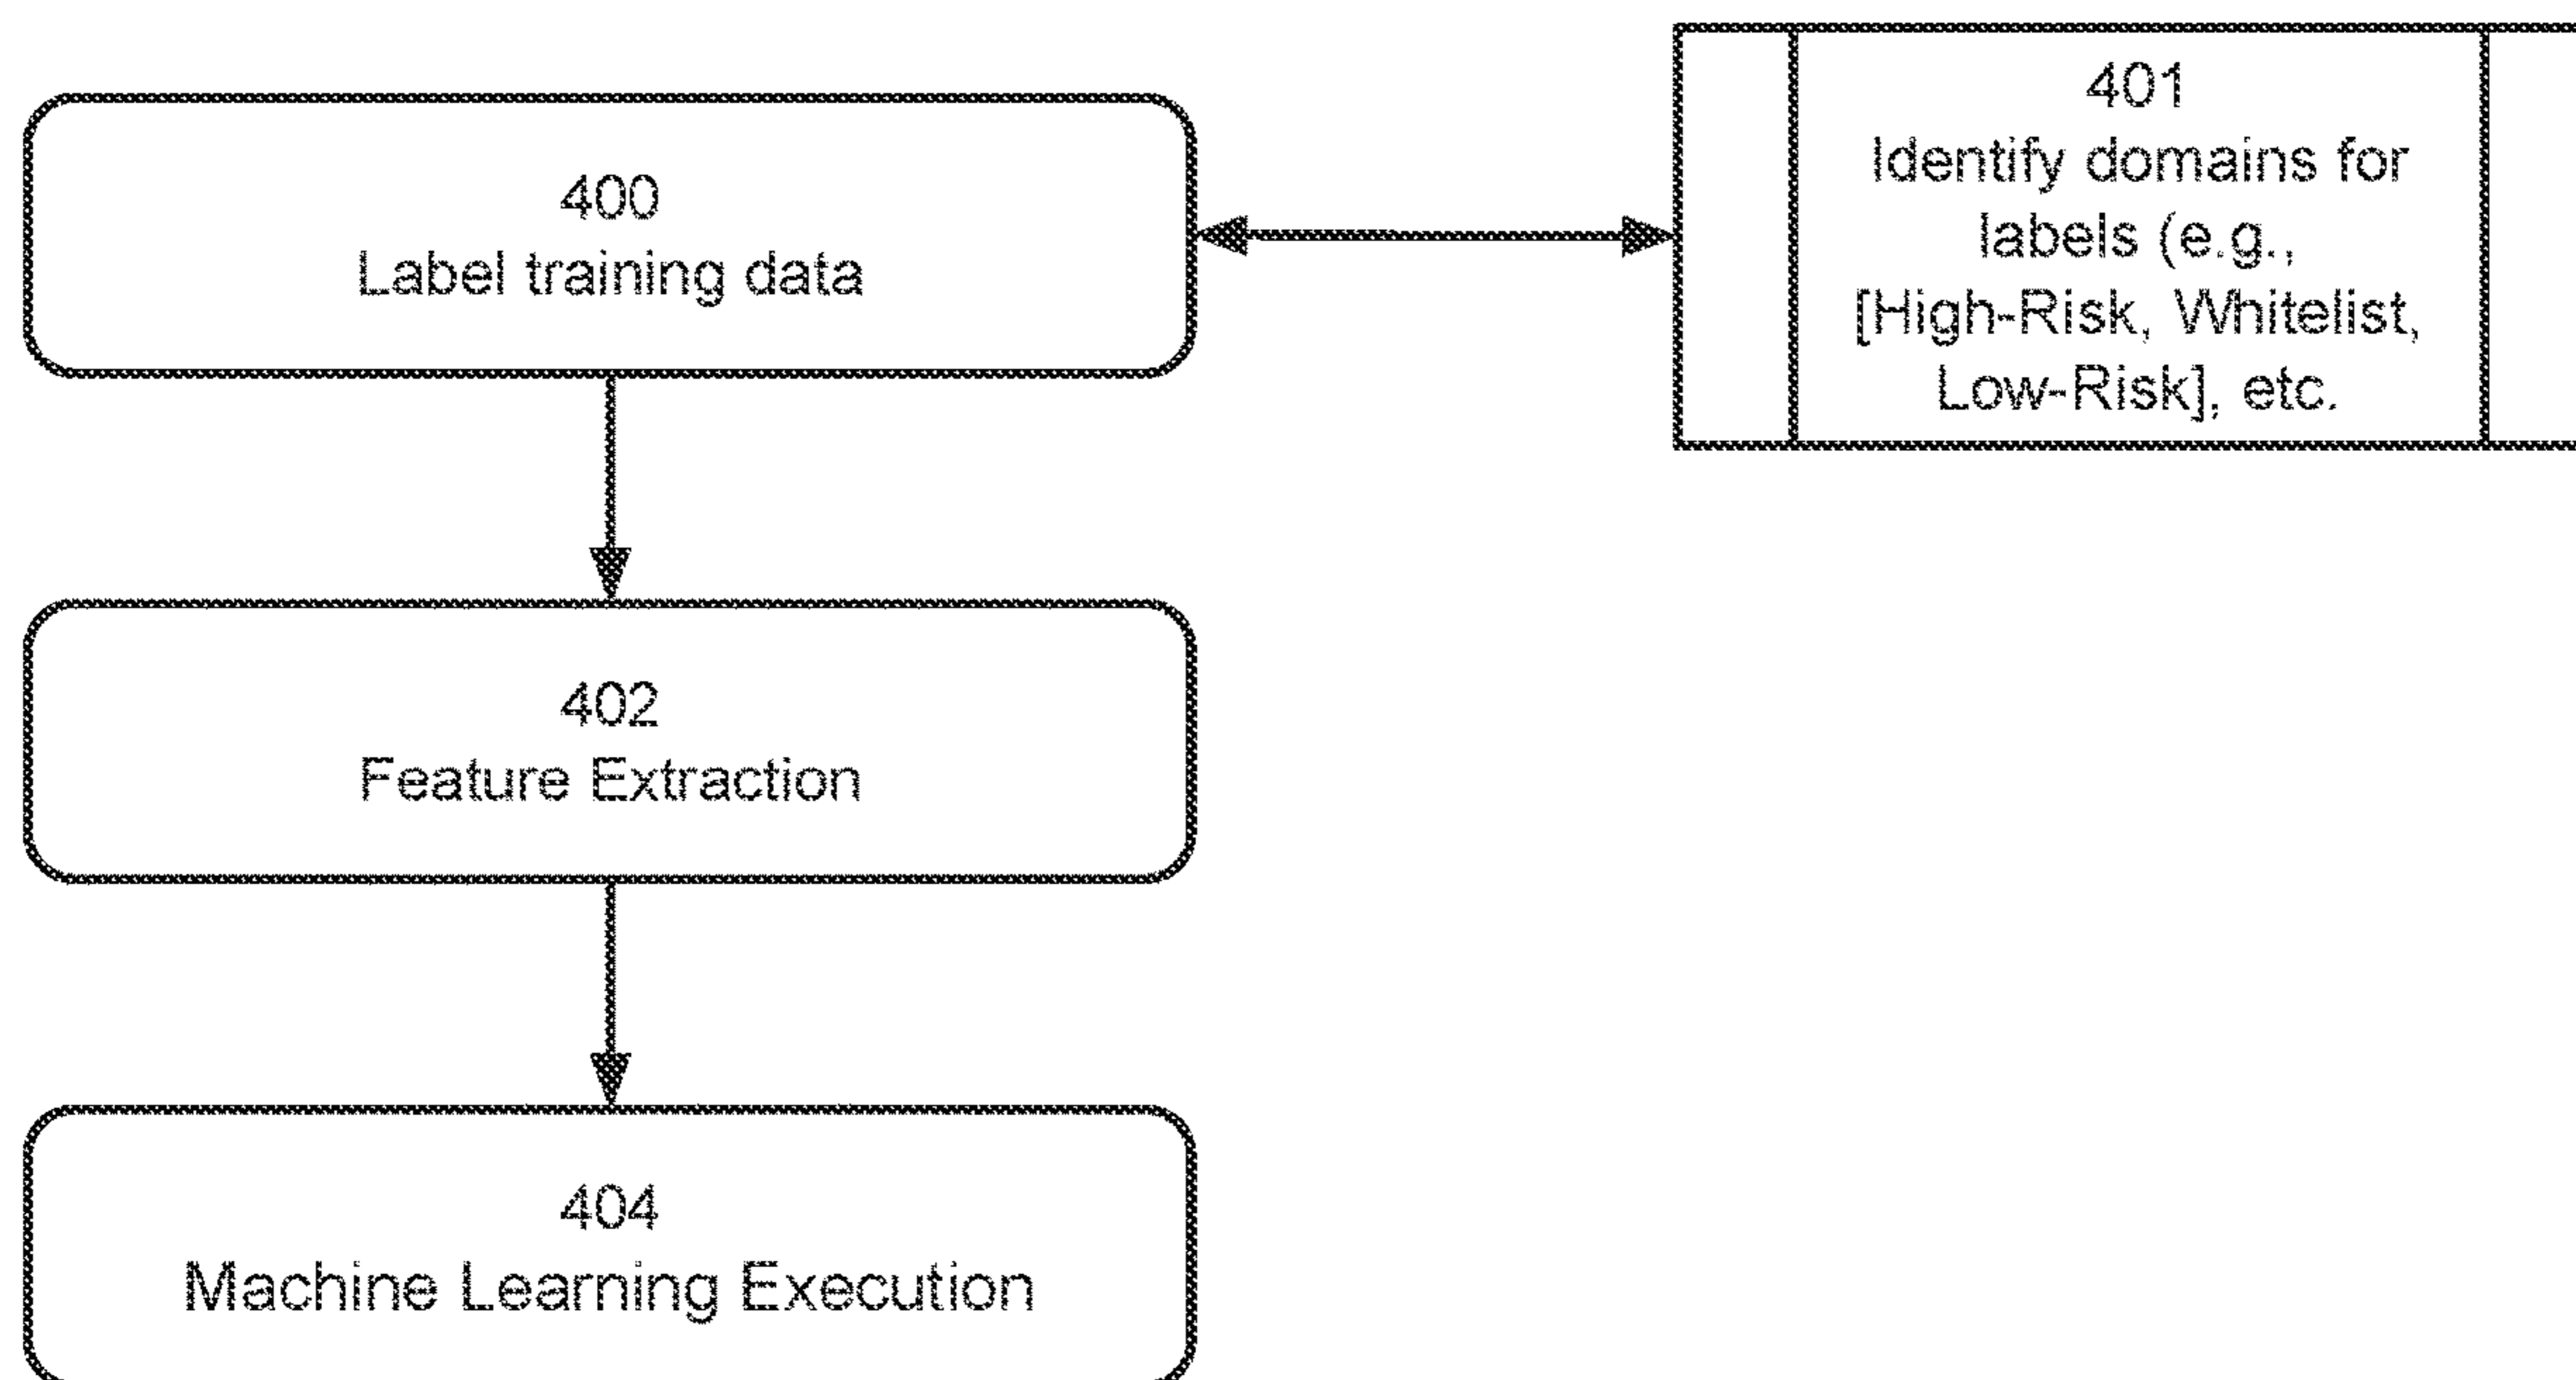 400
Label training data
401
Identify domains for
labels (e.g.,
[High-Risk, Whitelist,
Low-Risk], etc.
402
Feature Extraction
404
Machine Learning Execution